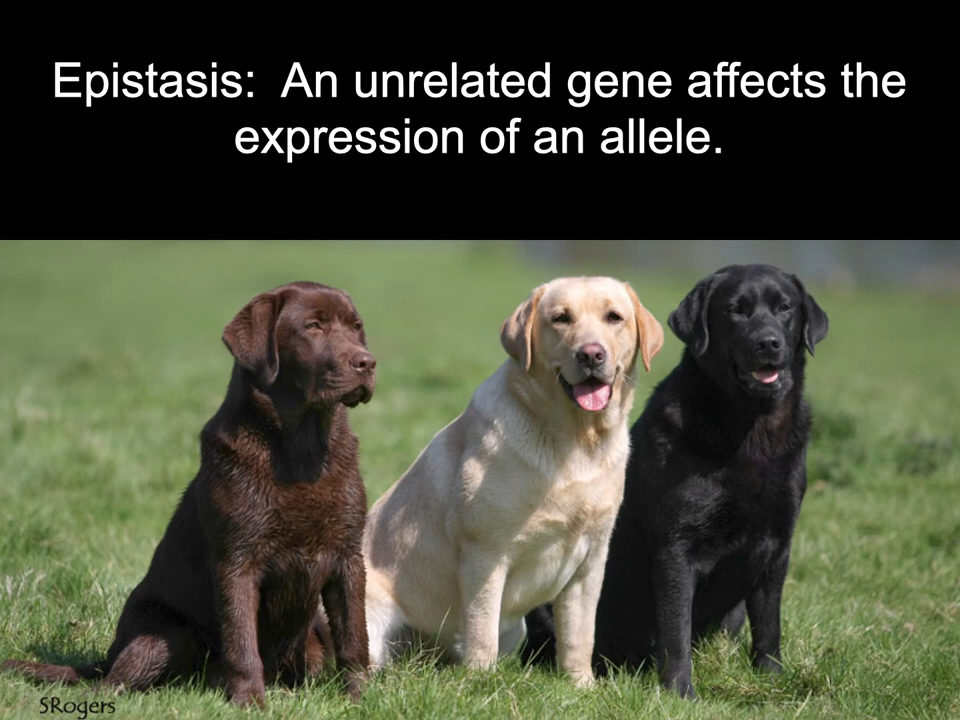 Epistasis:  An unrelated gene affects the
expression of an allele.
SRogers